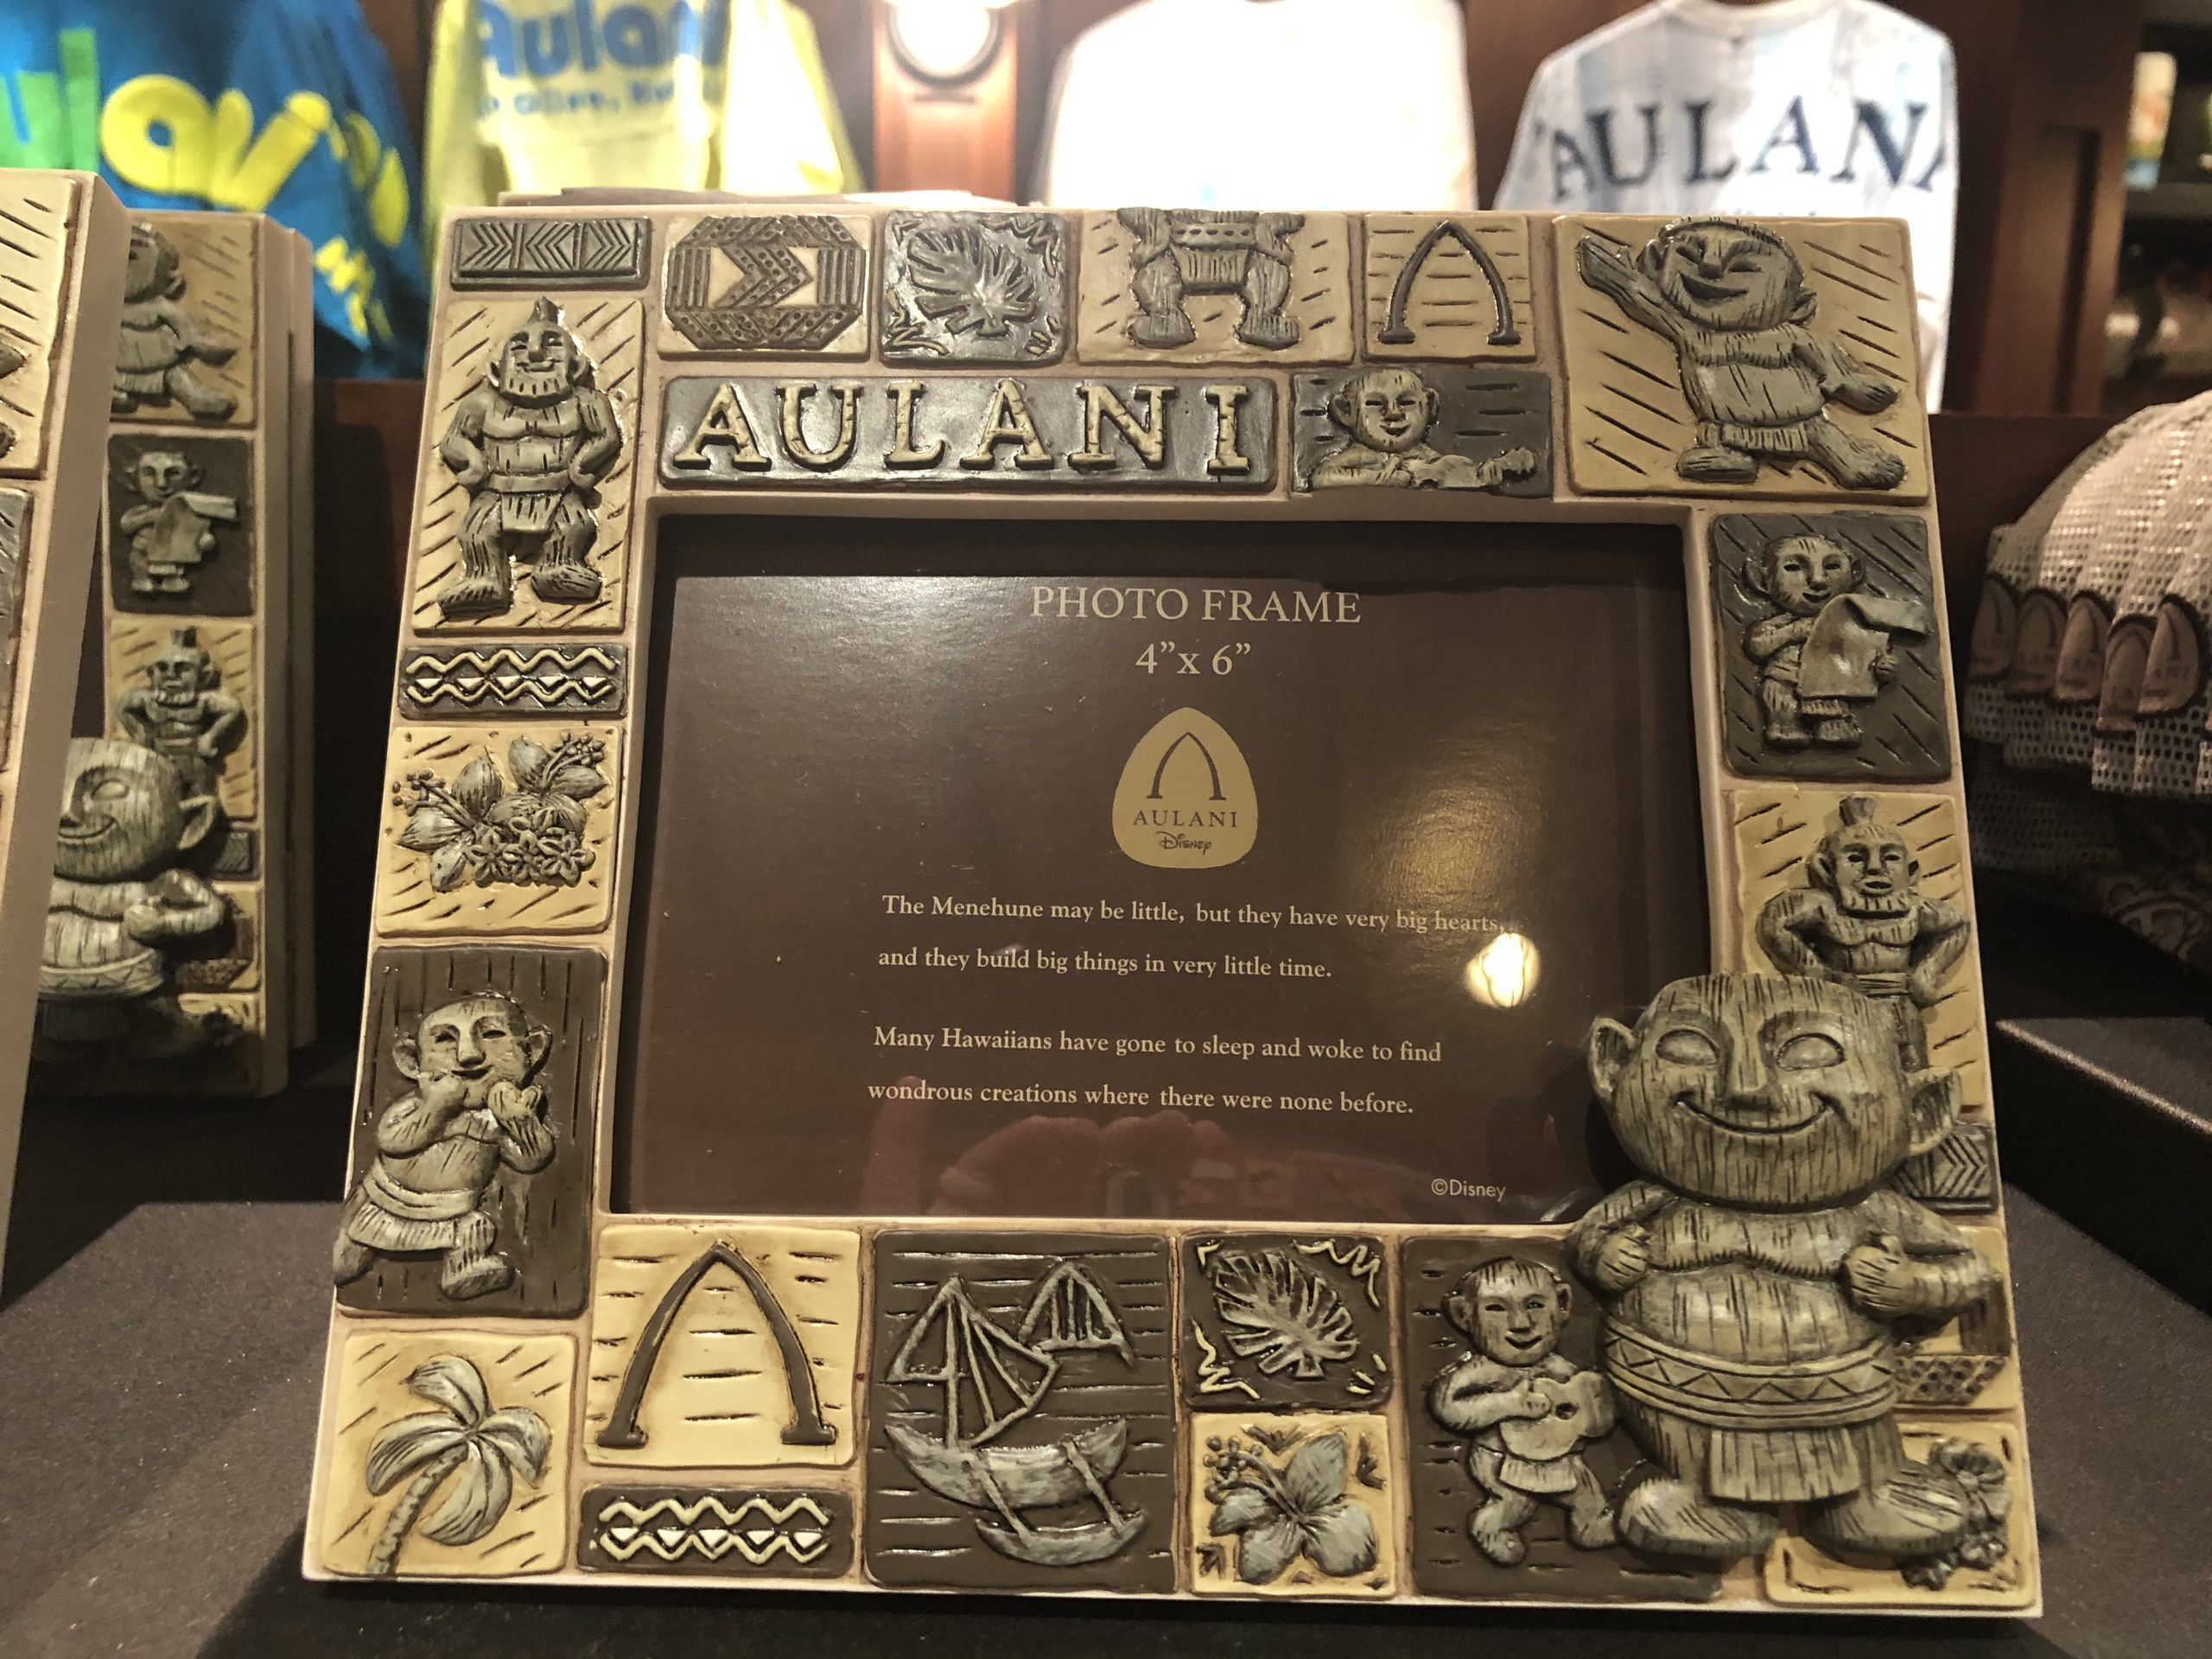 Aulani
AULANI
AULANI
PHOTO FRAME
4”x 6”
AULANI
Disney
The Menehune may be little, but they have very big hearts,
and they build big things in very little time.
Many Hawaiians have gone to sleep and woke to find
wondrous creations where there were none before.
©Disney